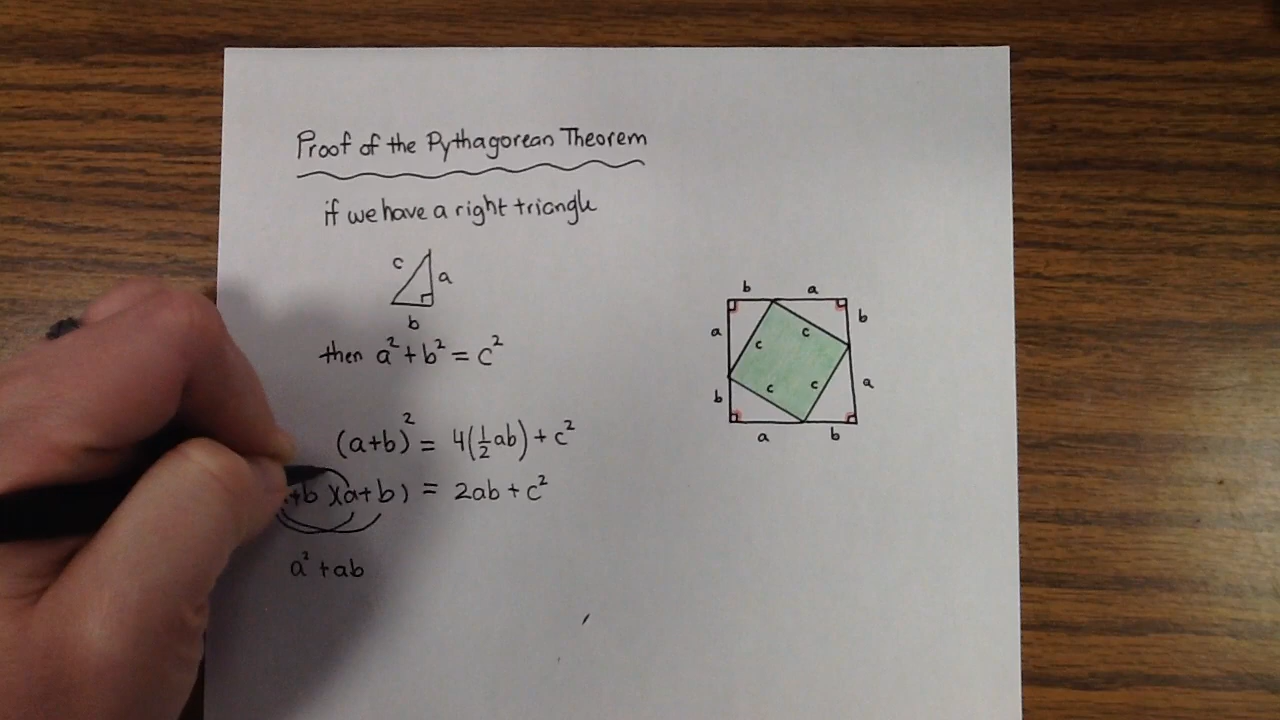 Proof of the Pythagorean Theorem
if we have a right triangle
c
a
b
then a² + b² = c²
(a+b)² = 4(½ab) + c²
+b)(a+b) = 2ab + c²
a² + ab
b a
a c b
c
b c c a
a b